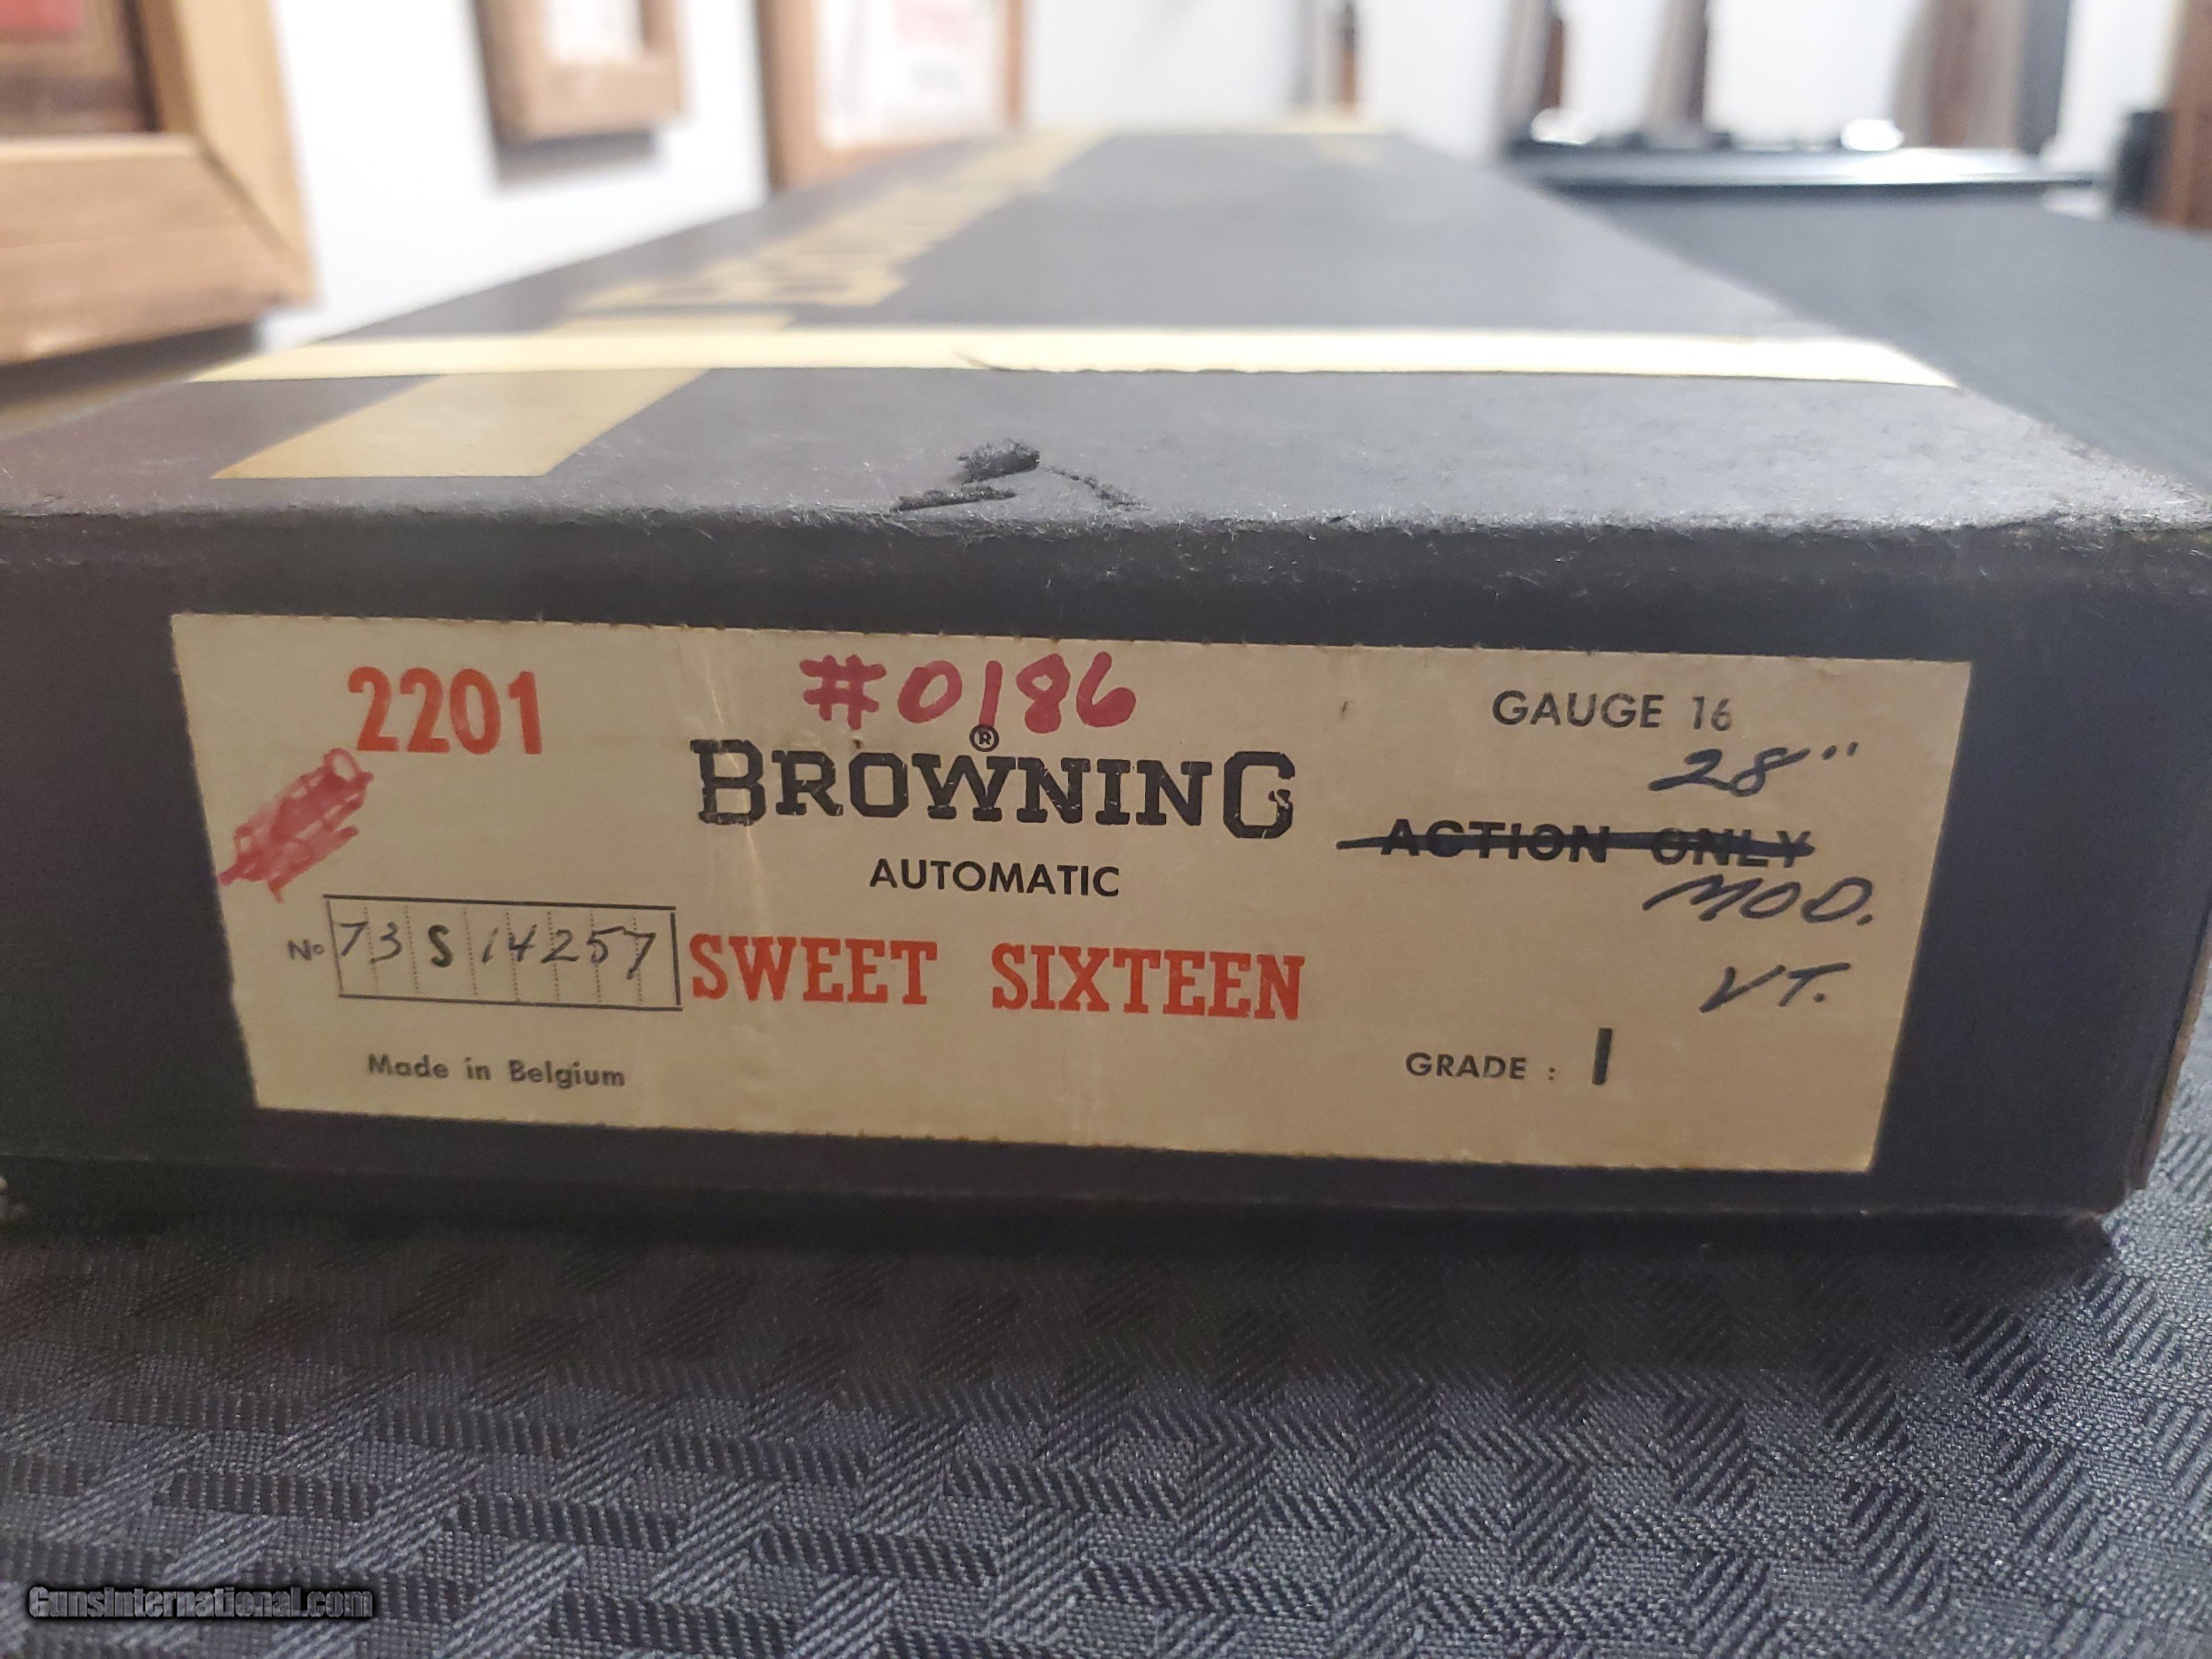 BROWNING
2201
#0186
GAUGE 16
28"
BROWNING
®
ACTION ONLY
AUTOMATIC
MOD.
No 73 S 14257
SWEET SIXTEEN
VT.
Made in Belgium
GRADE : I
GunsInternational.com